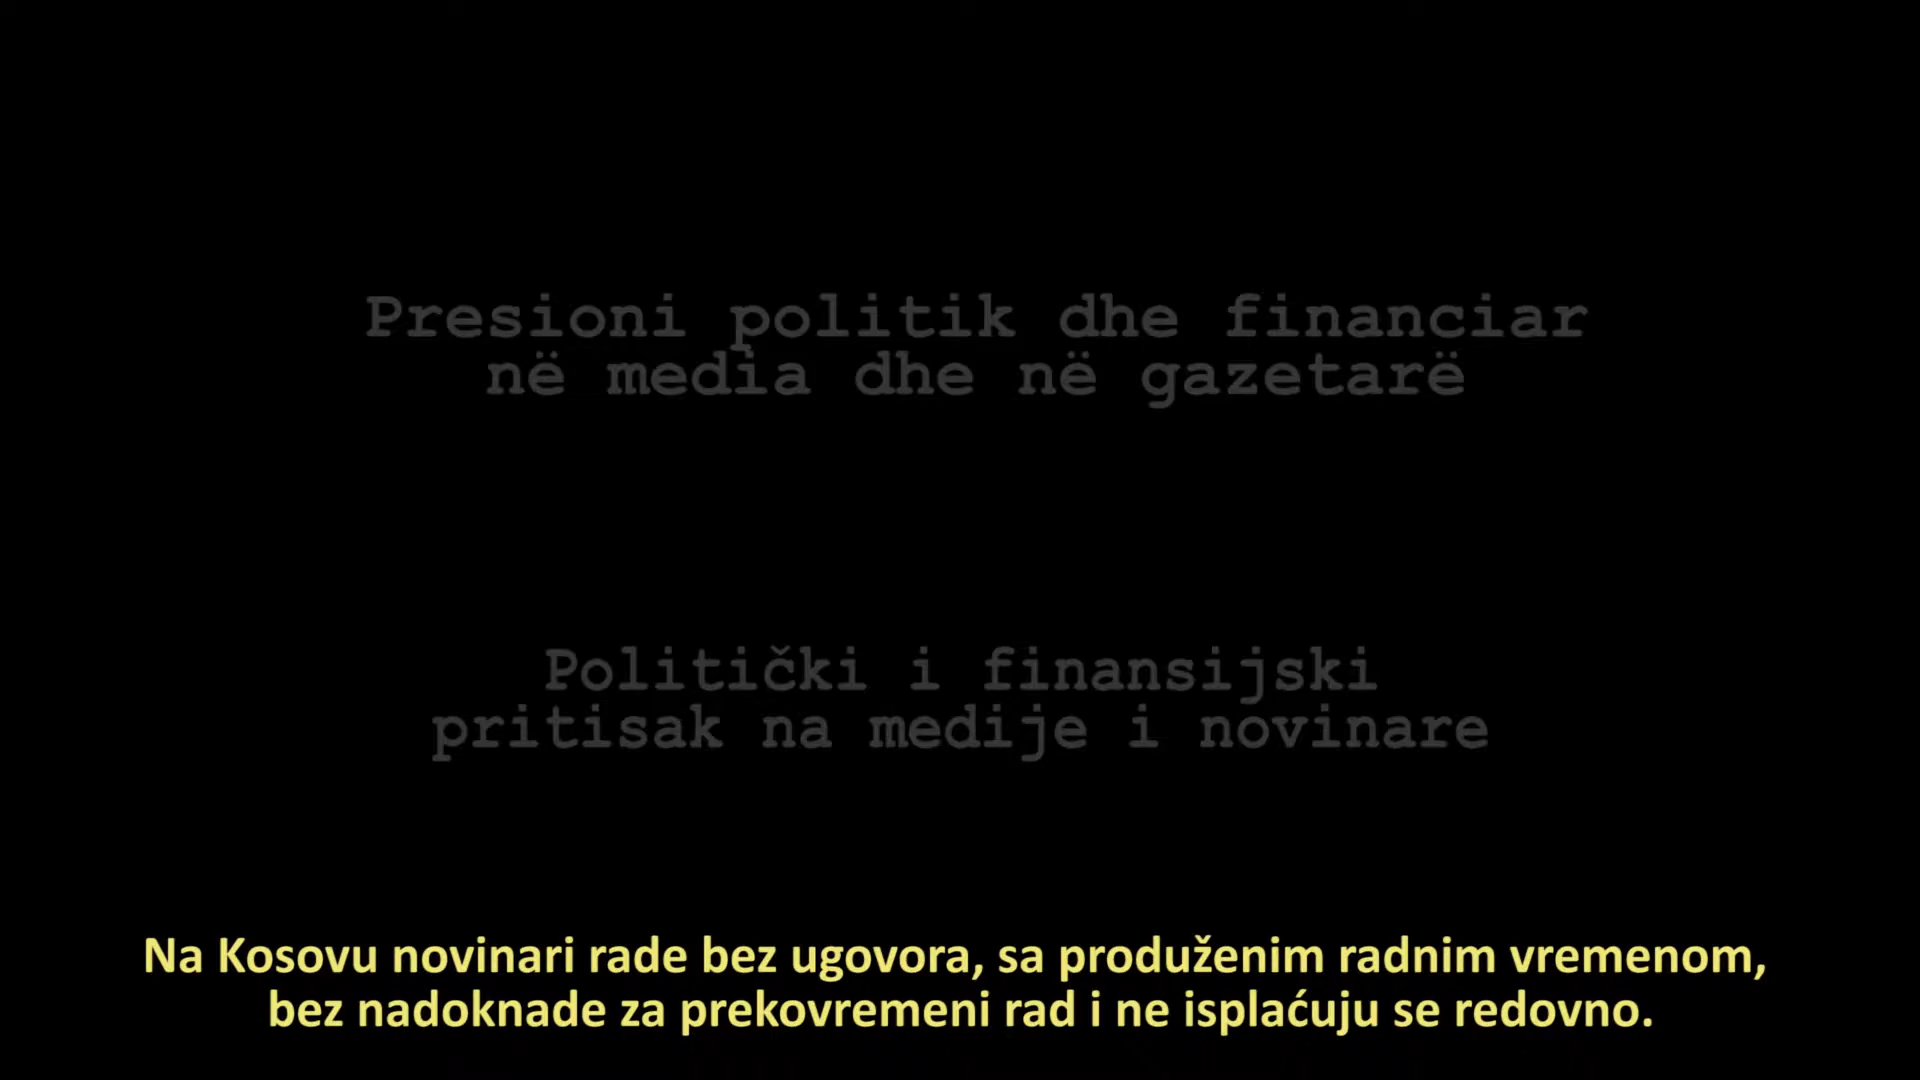 Presioni politik dhe financiar
në media dhe në gazetarë
Politički i finansijski
pritisak na medije i novinare
Na Kosovu novinari rade bez ugovora, sa produženim radnim vremenom,
bez nadoknade za prekovremeni rad i ne isplaćuju se redovno.